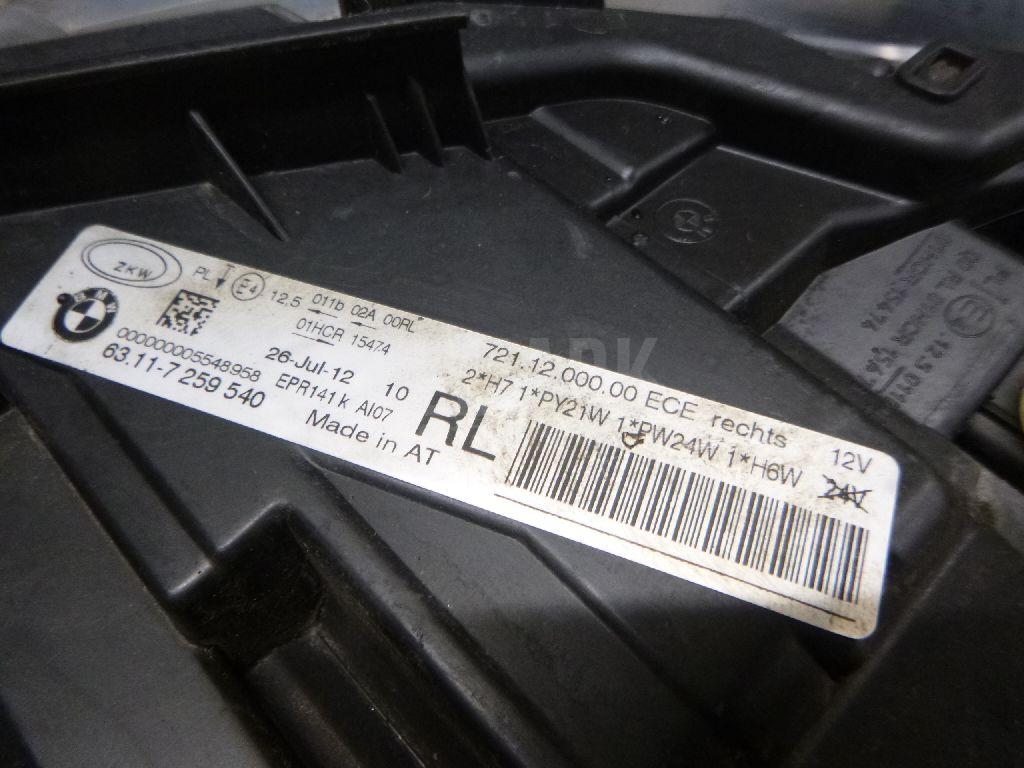 ZKW
PL E4 12.5 011b 02A 00RL
01HCR 15474
BMW
000000005548958
26-Jul-12 10
63.11-7 259 540
EPR141k AI07
Made in AT
RL
721.12.000.00 ECE rechts
2*H7 1*PY21W 1*PW24W 1*H6W
12V
24V